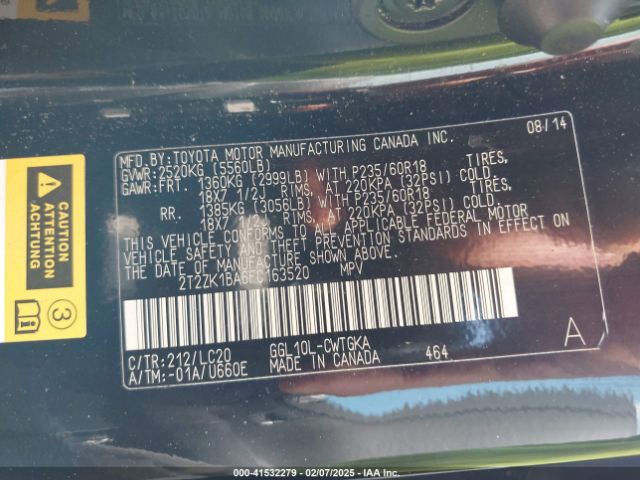 CAUTION
ATTENTION
3
MFD.BY:TOYOTA MOTOR MANUFACTURING CANADA INC. 08/14
GVWR:2520KG (5560LB)
GAWR:FRT. 1360KG (2999LB) WITH P235/60R18 TIRES,
18X7 1/2J RIMS, AT 220KPA (32PSI) COLD.
RR. 1385KG (3056LB) WITH P235/60R18 TIRES,
18X7 1/2J RIMS, AT 220KPA (32PSI) COLD.
THIS VEHICLE CONFORMS TO ALL APPLICABLE FEDERAL MOTOR
VEHICLE SAFETY AND THEFT PREVENTION STANDARDS IN EFFECT ON
THE DATE OF MANUFACTURE SHOWN ABOVE.
2T2ZK1BA6FC163520 MPV
C/TR:212/LC20 GGL10L-CWTGKA A
A/TM:-01A/U660E MADE IN CANADA 464
000-41532279 - 02/07/2025 - IAA Inc.